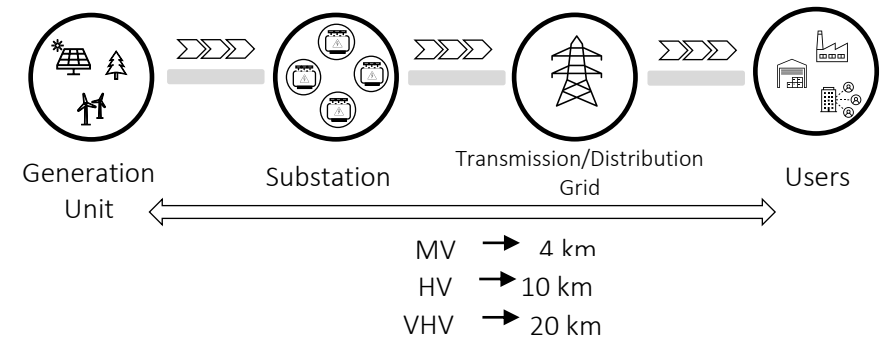 Generation
Unit
Substation
Transmission/Distribution
Grid
Users
MV → 4 km
HV → 10 km
VHV → 20 km